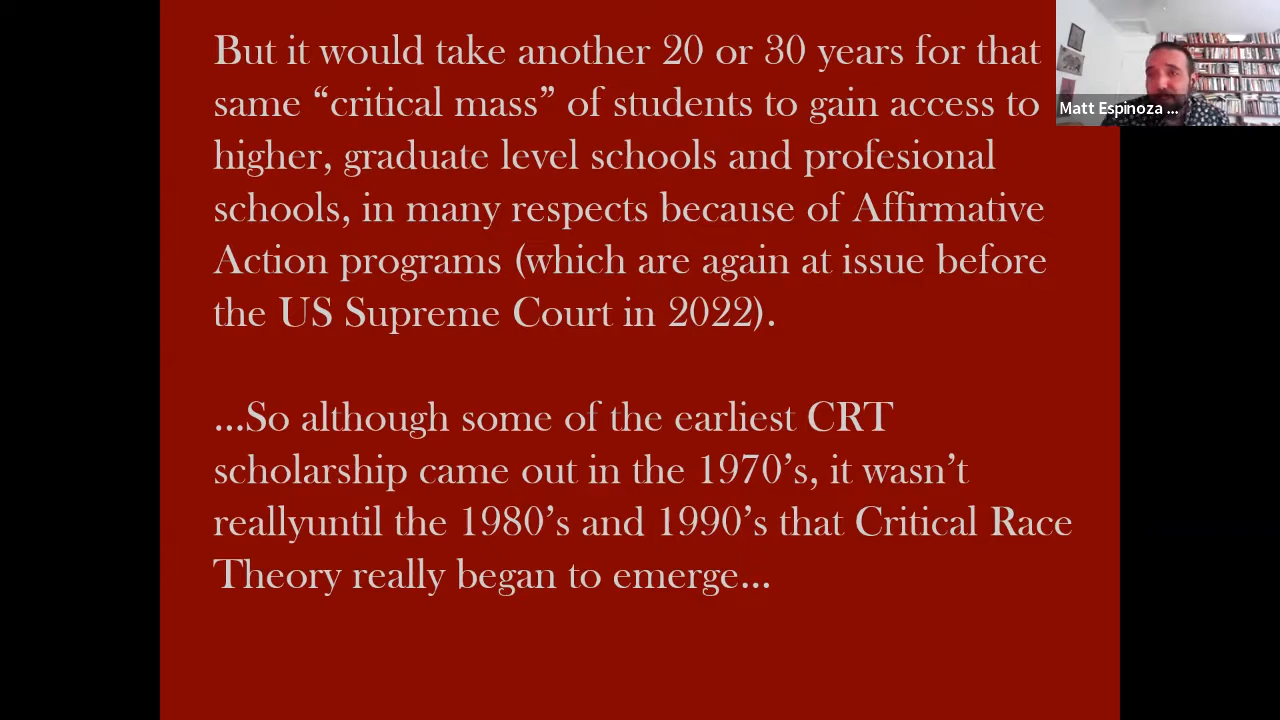 But it would take another 20 or 30 years for that
same “critical mass” of students to gain access to
higher, graduate level schools and profesional
schools, in many respects because of Affirmative
Action programs (which are again at issue before
the US Supreme Court in 2022).
...So although some of the earliest CRT
scholarship came out in the 1970’s, it wasn’t
reallyuntil the 1980’s and 1990’s that Critical Race
Theory really began to emerge...
Matt Espinoza ...